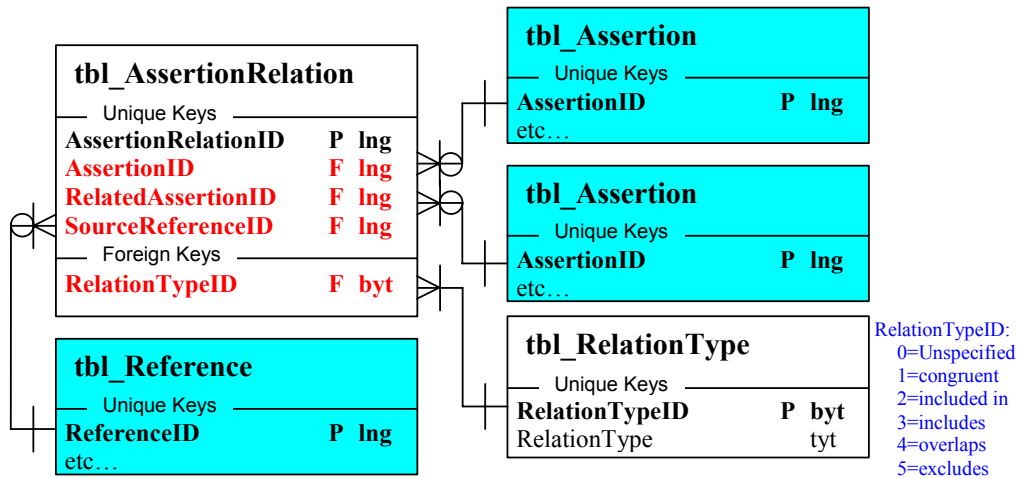 tbl_AssertionRelation
Unique Keys
AssertionRelationID P lng
AssertionID F lng
RelatedAssertionID F lng
SourceReferenceID F lng
Foreign Keys
RelationTypeID F byt
tbl_Reference
Unique Keys
ReferenceID P lng
etc…
tbl_Assertion
Unique Keys
AssertionID P lng
etc…
tbl_Assertion
Unique Keys
AssertionID P lng
etc…
tbl_RelationType
Unique Keys
RelationTypeID P byt
RelationType tyt
RelationTypeID:
0=Unspecified
1=congruent
2=included in
3=includes
4=overlaps
5=excludes